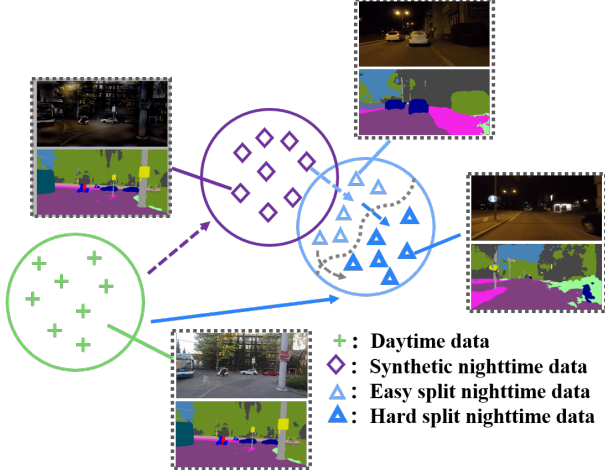 : Daytime data
: Synthetic nighttime data
: Easy split nighttime data
: Hard split nighttime data